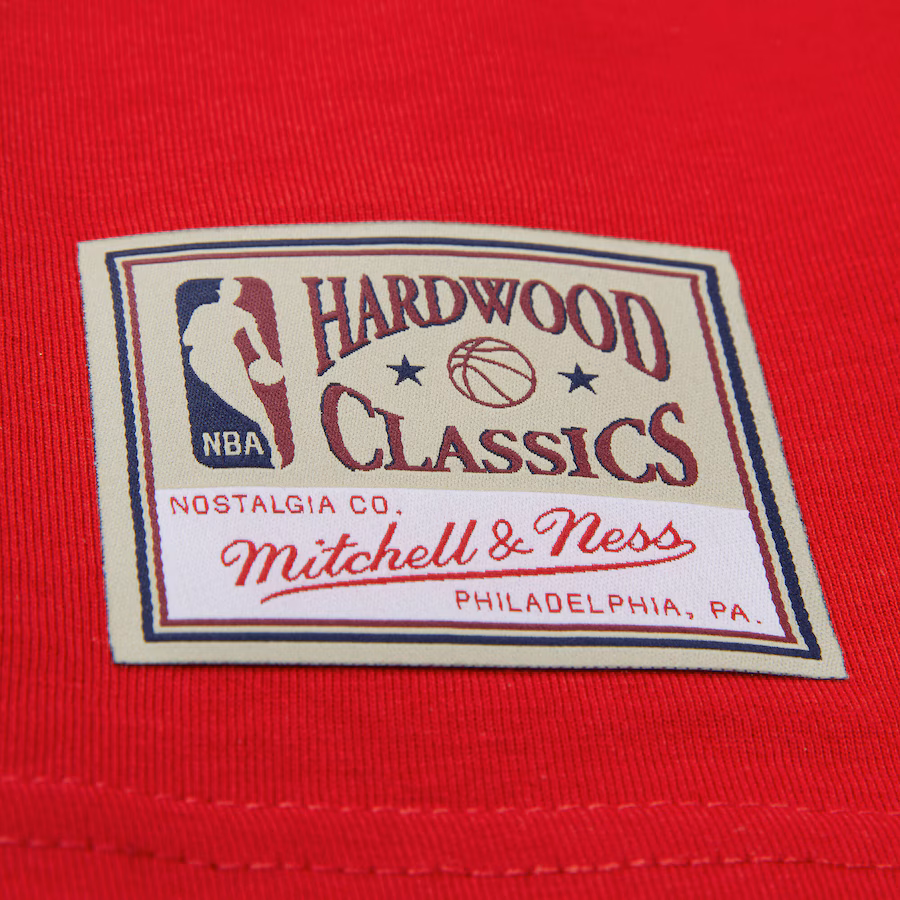 NBA
HARDWOOD
CLASSICS
NOSTALGIA CO.
Mitchell & Ness
PHILADELPHIA, PA.